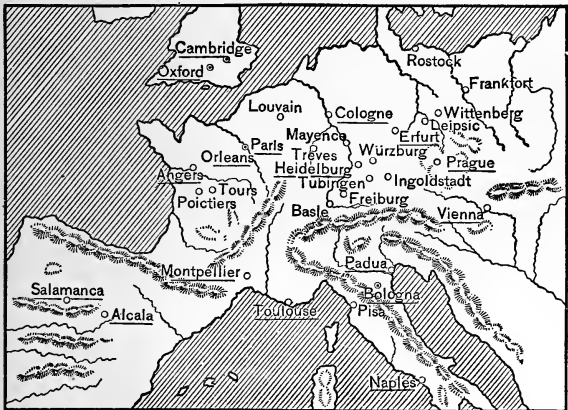 Cambridge
Oxford
Rostock
Frankfort
Louvain
Cologne
Wittenberg
Leipsic
Erfurt
Mayence
Paris
Treves
Würzburg
Prague
Orleans
Heidelburg
Angers
Tours
Tübingen
Ingoldstadt
Poictiers
Freiburg
Basle
Vienna
Padua
Montpellier
Salamanca
Bologna
Alcala
Toulouse
Pisa
Naples